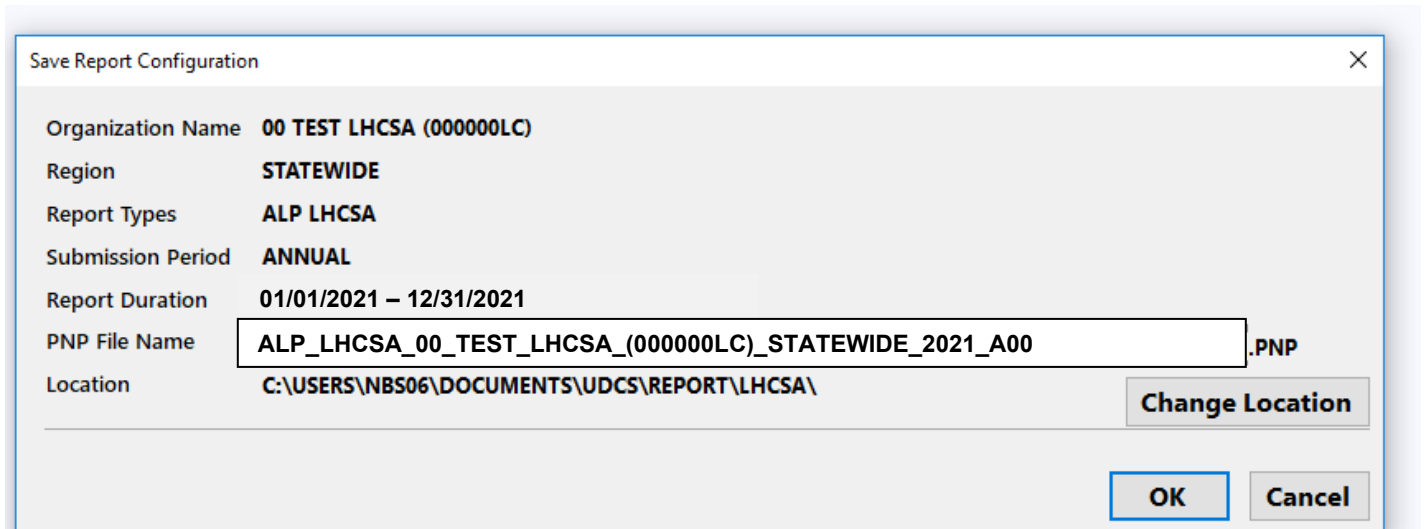 Save Report Configuration
Organization Name 00 TEST LHCSA (000000LC)
Region STATEWIDE
Report Types ALP LHCSA
Submission Period ANNUAL
Report Duration 01/01/2021 – 12/31/2021
PNP File Name ALP_LHCSA_00_TEST_LHCSA_(000000LC)_STATEWIDE_2021_A00 .PNP
Location C:\USERS\NBS06\DOCUMENTS\UDCS\REPORT\LHCSA\
Change Location
OK Cancel